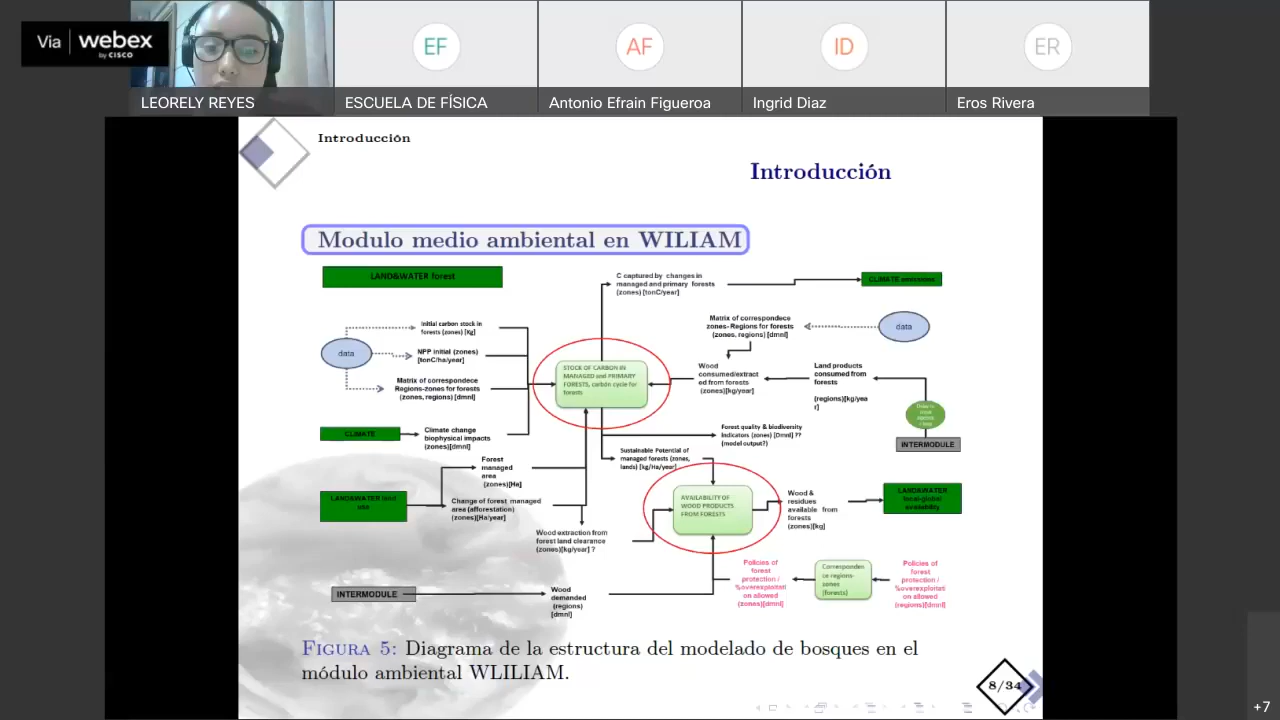 Via webex
by CISCO
EF
AF
ID
ER
LEORELY REYES
ESCUELA DE FÍSICA
Antonio Efrain Figueroa
Ingrid Diaz
Eros Rivera
Introducción
Introducción
Modulo medio ambiental en WILIAM
LAND&WATER forest
C captured by changes in
managed and primary forests
(zones) [tonC/year]
CLIMATE emissions
Initial carbon stock in
forests (zones) [Kg]
data
NPP initial (zones)
[tonC/ha/year]
Matrix of correspondece
Regions-zones for forests
(zones, regions) [dmnl]
Matrix of correspondece
zones- Regions for forests
(zones, regions) [dmnl]
data
STOCK OF CARBON IN
MANAGED and PRIMARY
FORESTS, carbon cycle for
forests
Wood
consumed/extract
ed from forests
(zones)[kg/year]
Land products
consumed from
forests
(regions)[kg/yea
r]
INTERMODULE
CLIMATE
Climate change
biophysical impacts
(zones)[dmnl]
Forest quality & biodiversity
indicators (zones) [Dmnl] ??
(model output?)
Sustainable Potential of
managed forests (zones,
lands) [kg/Ha/year]
Forest
managed
area
(zones)[Ha]
LAND&WATER land
use
Change of forest managed
area (afforestation)
(zones)[Ha/year]
AVAILABILITY OF
WOOD PRODUCTS
FROM FORESTS
Wood &
residues
available from
forests
(zones)[kg]
LAND&WATER
local-global
availability
Wood extraction from
forest land clearance
(zones)[kg/year] ?
Policies of
forest
protection /
%overexploitati
on allowed
(zones)[dmnl]
Corresponden
ce regions-
zones
(forests)
Policies of
forest
protection /
%overexploitati
on allowed
(regions)[dmnl]
INTERMODULE
Wood
demanded
(regions)
[dmnl]
FIGURA 5: Diagrama de la estructura del modelado de bosques en el
módulo ambiental WLILIAM.
8/34
+7